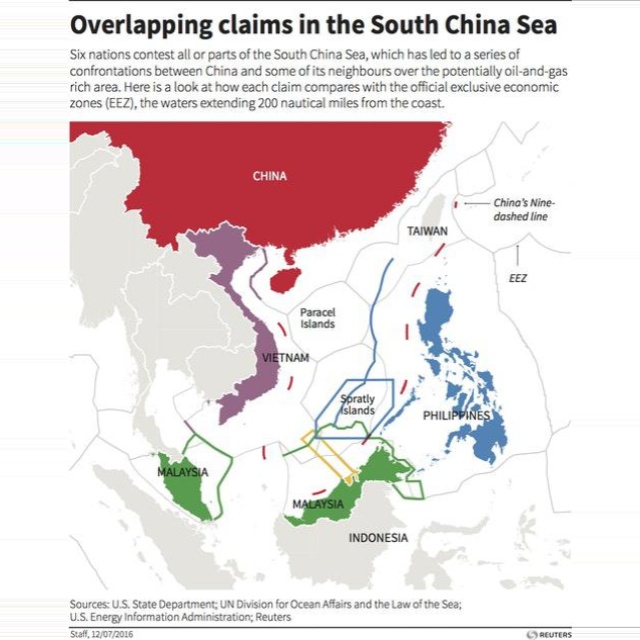 Overlapping claims in the South China Sea
Six nations contest all or parts of the South China Sea, which has led to a series of
confrontations between China and some of its neighbours over the potentially oil-and-gas
rich area. Here is a look at how each claim compares with the official exclusive economic
zones (EEZ), the waters extending 200 nautical miles from the coast.
CHINA
China's Nine-
dashed line
TAIWAN
EEZ
Paracel
Islands
VIETNAM
Spratly
Islands
PHILIPPINES
MALAYSIA
MALAYSIA
INDONESIA
Sources: U.S. State Department; UN Division for Ocean Affairs and the Law of the Sea;
U.S. Energy Information Administration; Reuters
Staff, 12/07/2016
REUTERS